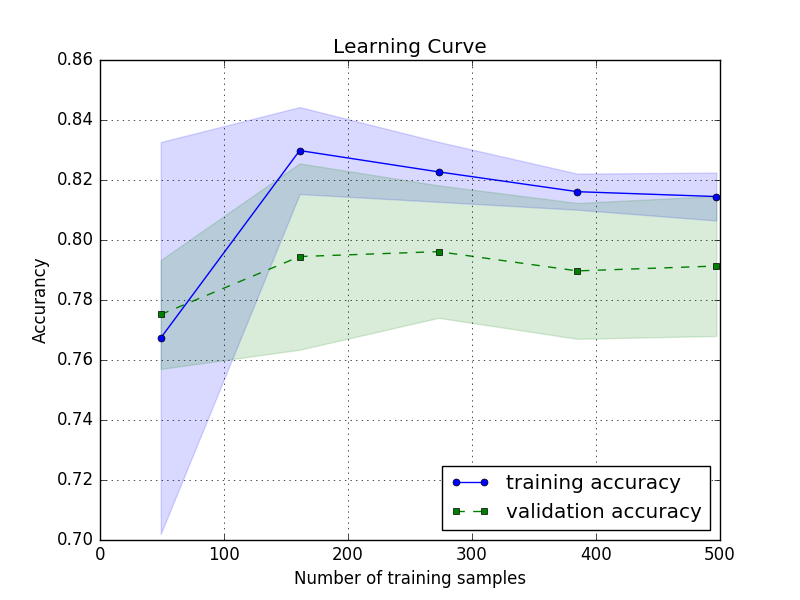 Learning Curve
0.86
0.84
0.82
0.80
0.78
0.76
0.74
0.72
0.70
Accurancy
training accuracy
validation accuracy
0 100 200 300 400 500
Number of training samples